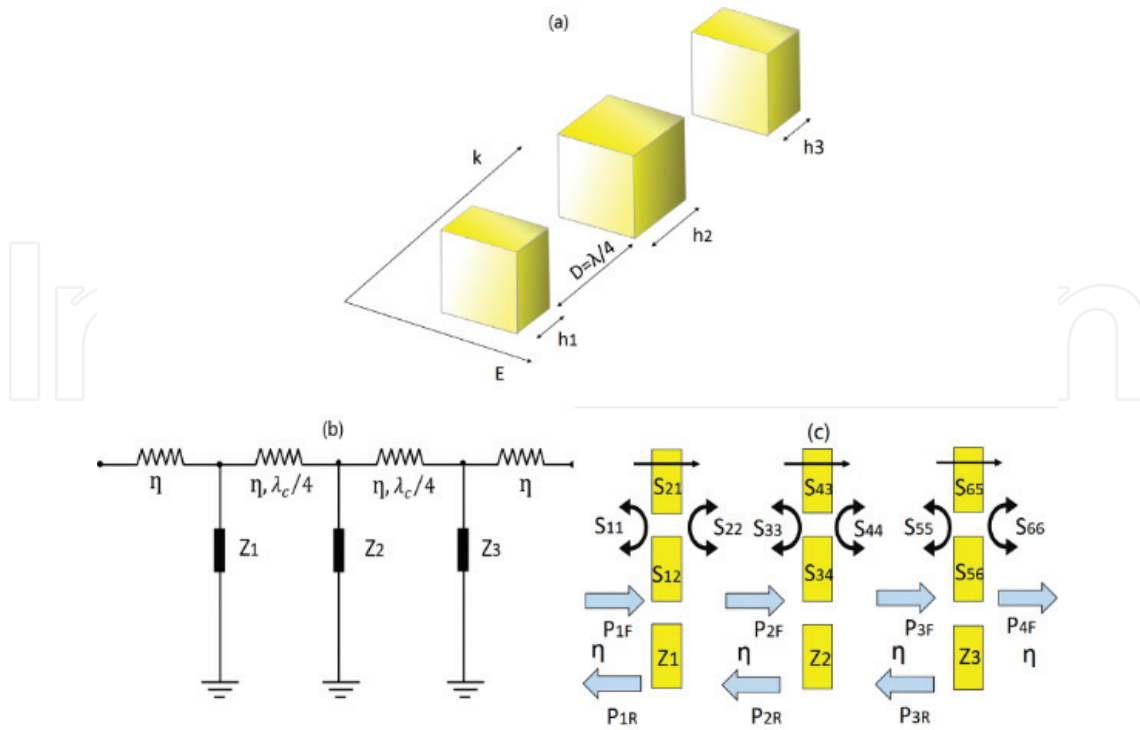 (a)
k
h3
h2
D=λ/4
h1
E
(b)
η
η, λc/4
η, λc/4
η
Z1
Z2
Z3
(c)
S21
S43
S65
S11
S22
S33
S44
S55
S66
S12
S34
S56
P1F
P2F
P3F
P4F
η
Z1
η
Z2
η
Z3
η
P1R
P2R
P3R